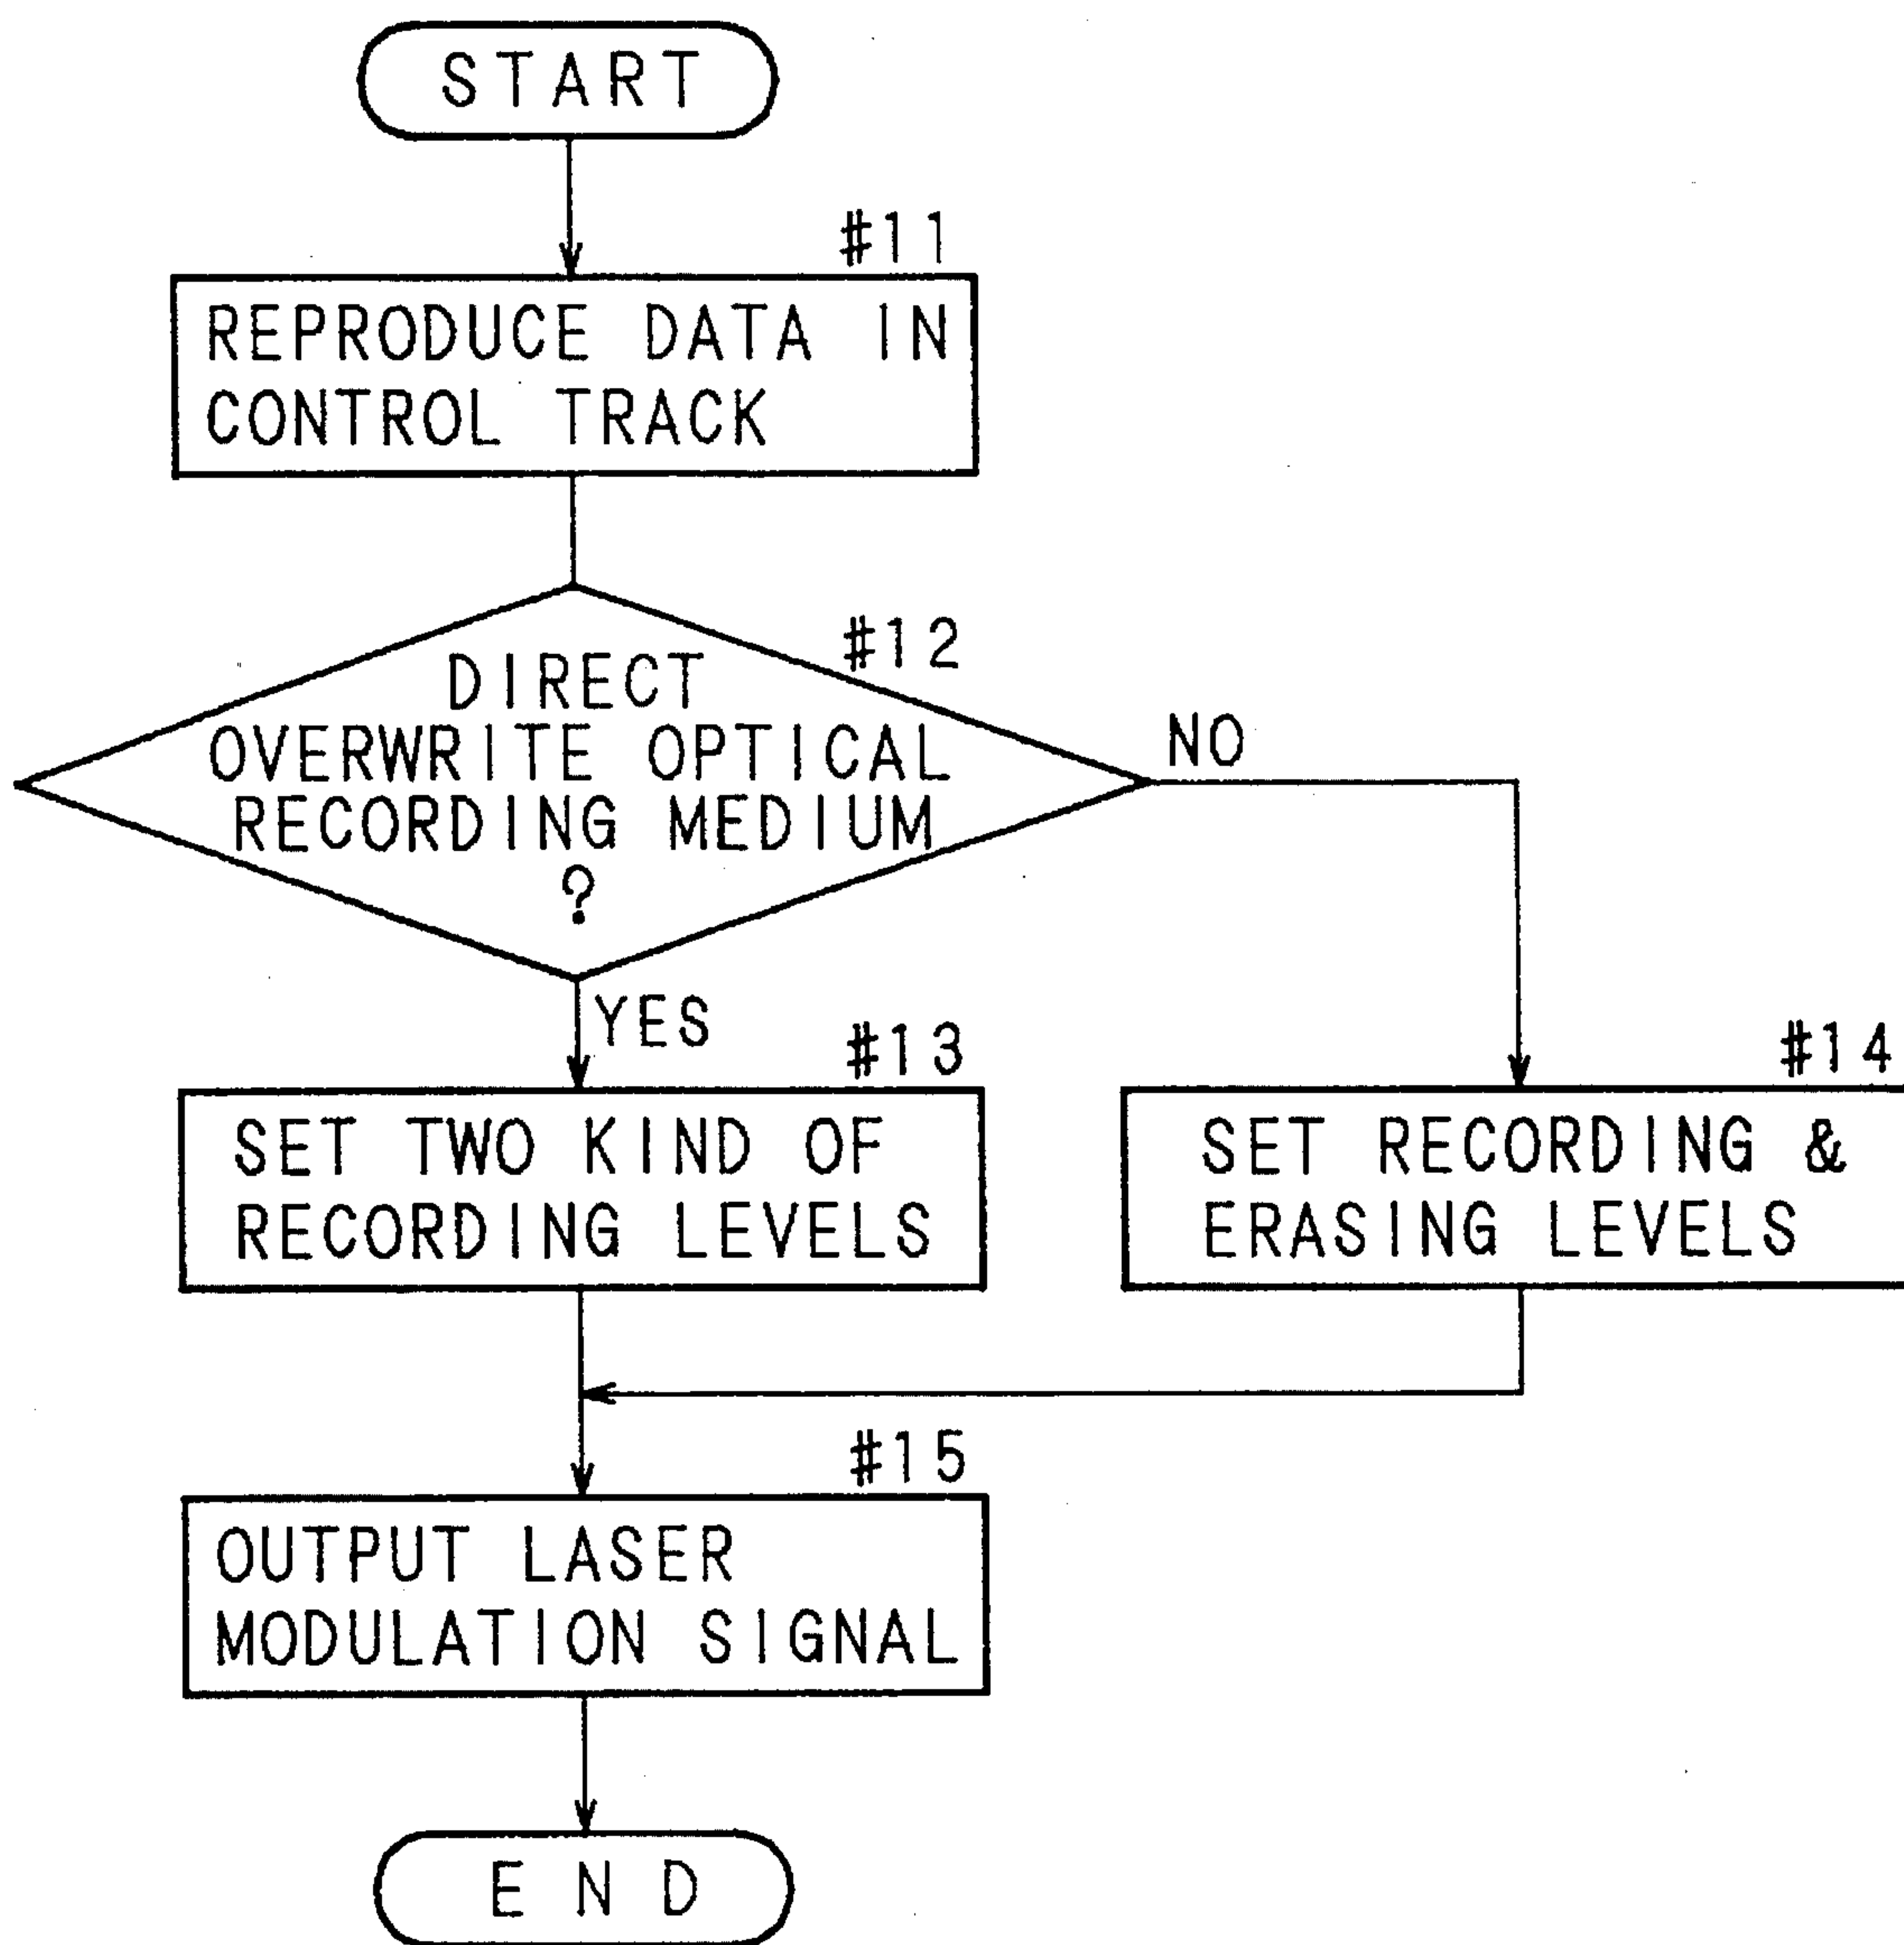 START
#11
REPRODUCE DATA IN
CONTROL TRACK
#12
DIRECT
OVERWRITE OPTICAL
RECORDING MEDIUM
?
NO
YES
#13
SET TWO KIND OF
RECORDING LEVELS
#14
SET RECORDING &
ERASING LEVELS
#15
OUTPUT LASER
MODULATION SIGNAL
END